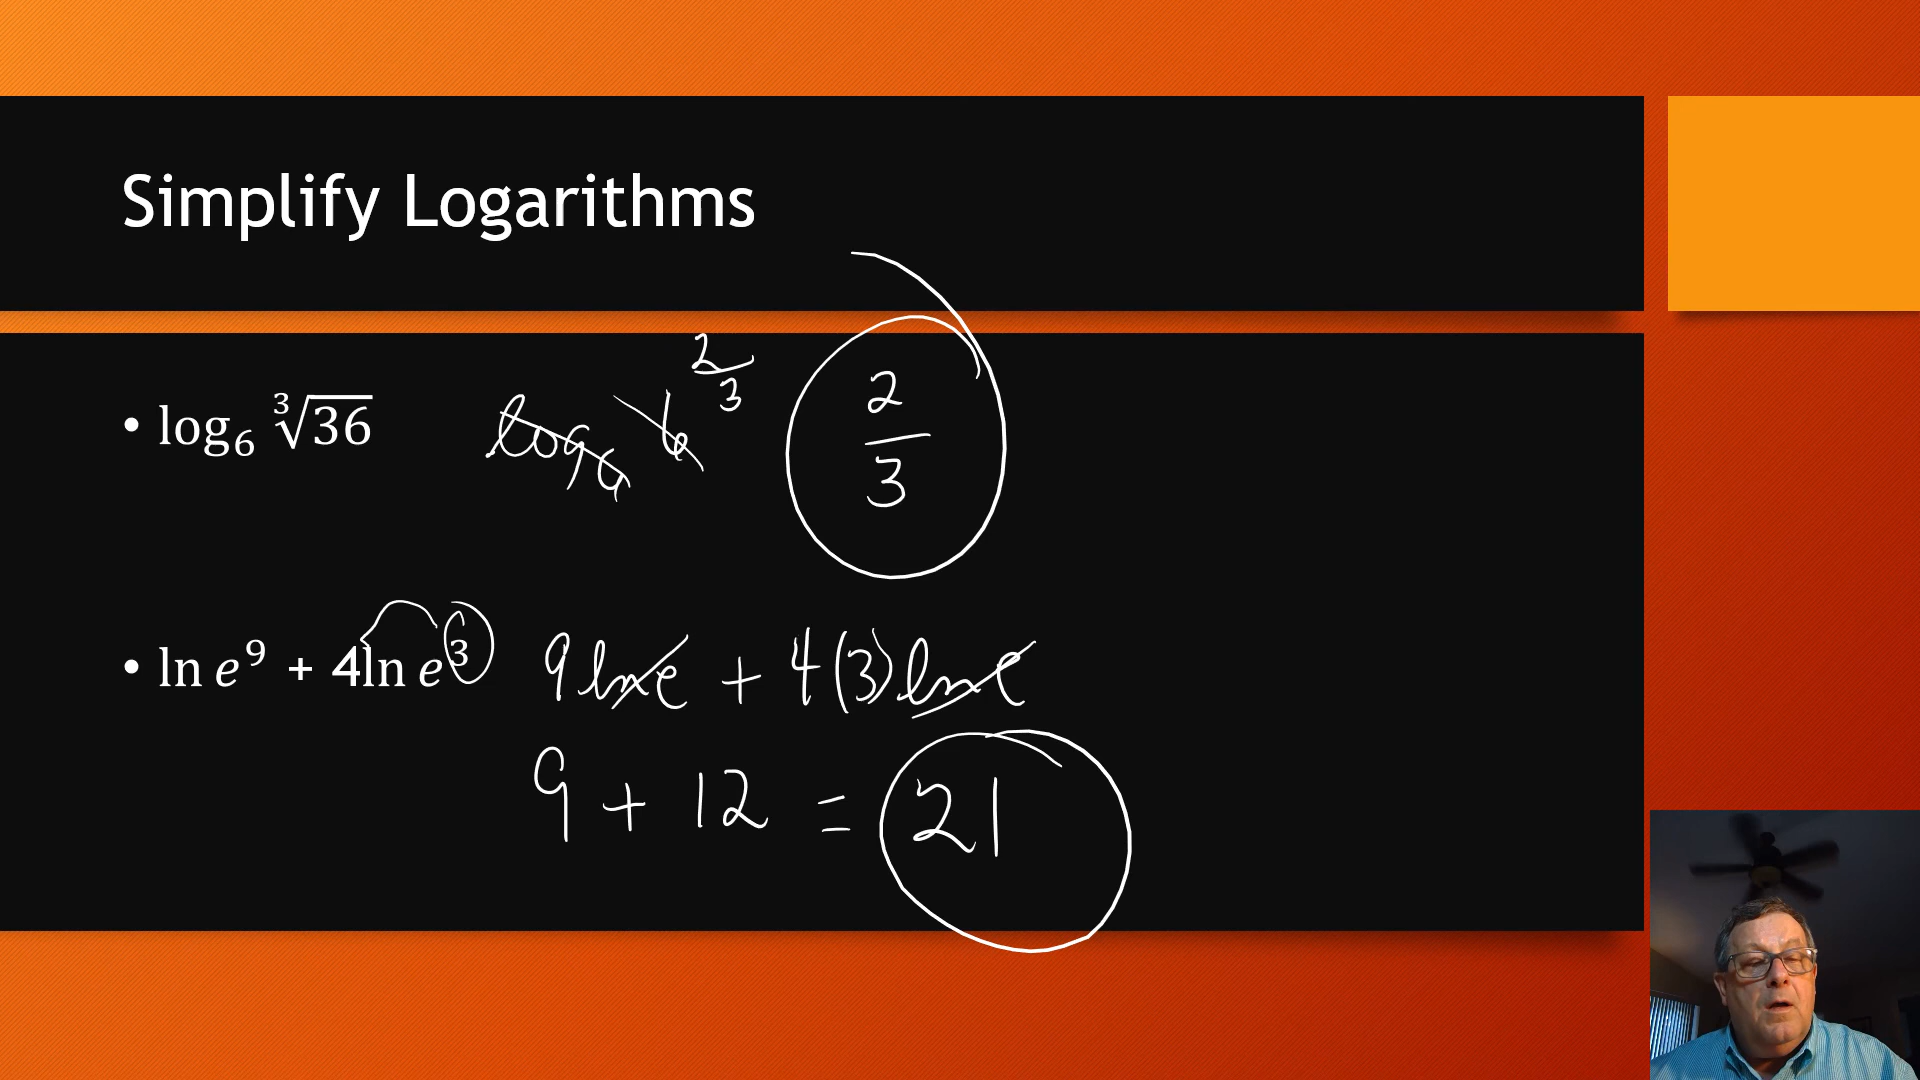 Simplify Logarithms
• log₆ ∛36 log₆ 6^(2/3) 2/3
• ln e⁹ + 4ln e³ 9 ln e + 4(3) ln e
9 + 12 = 21